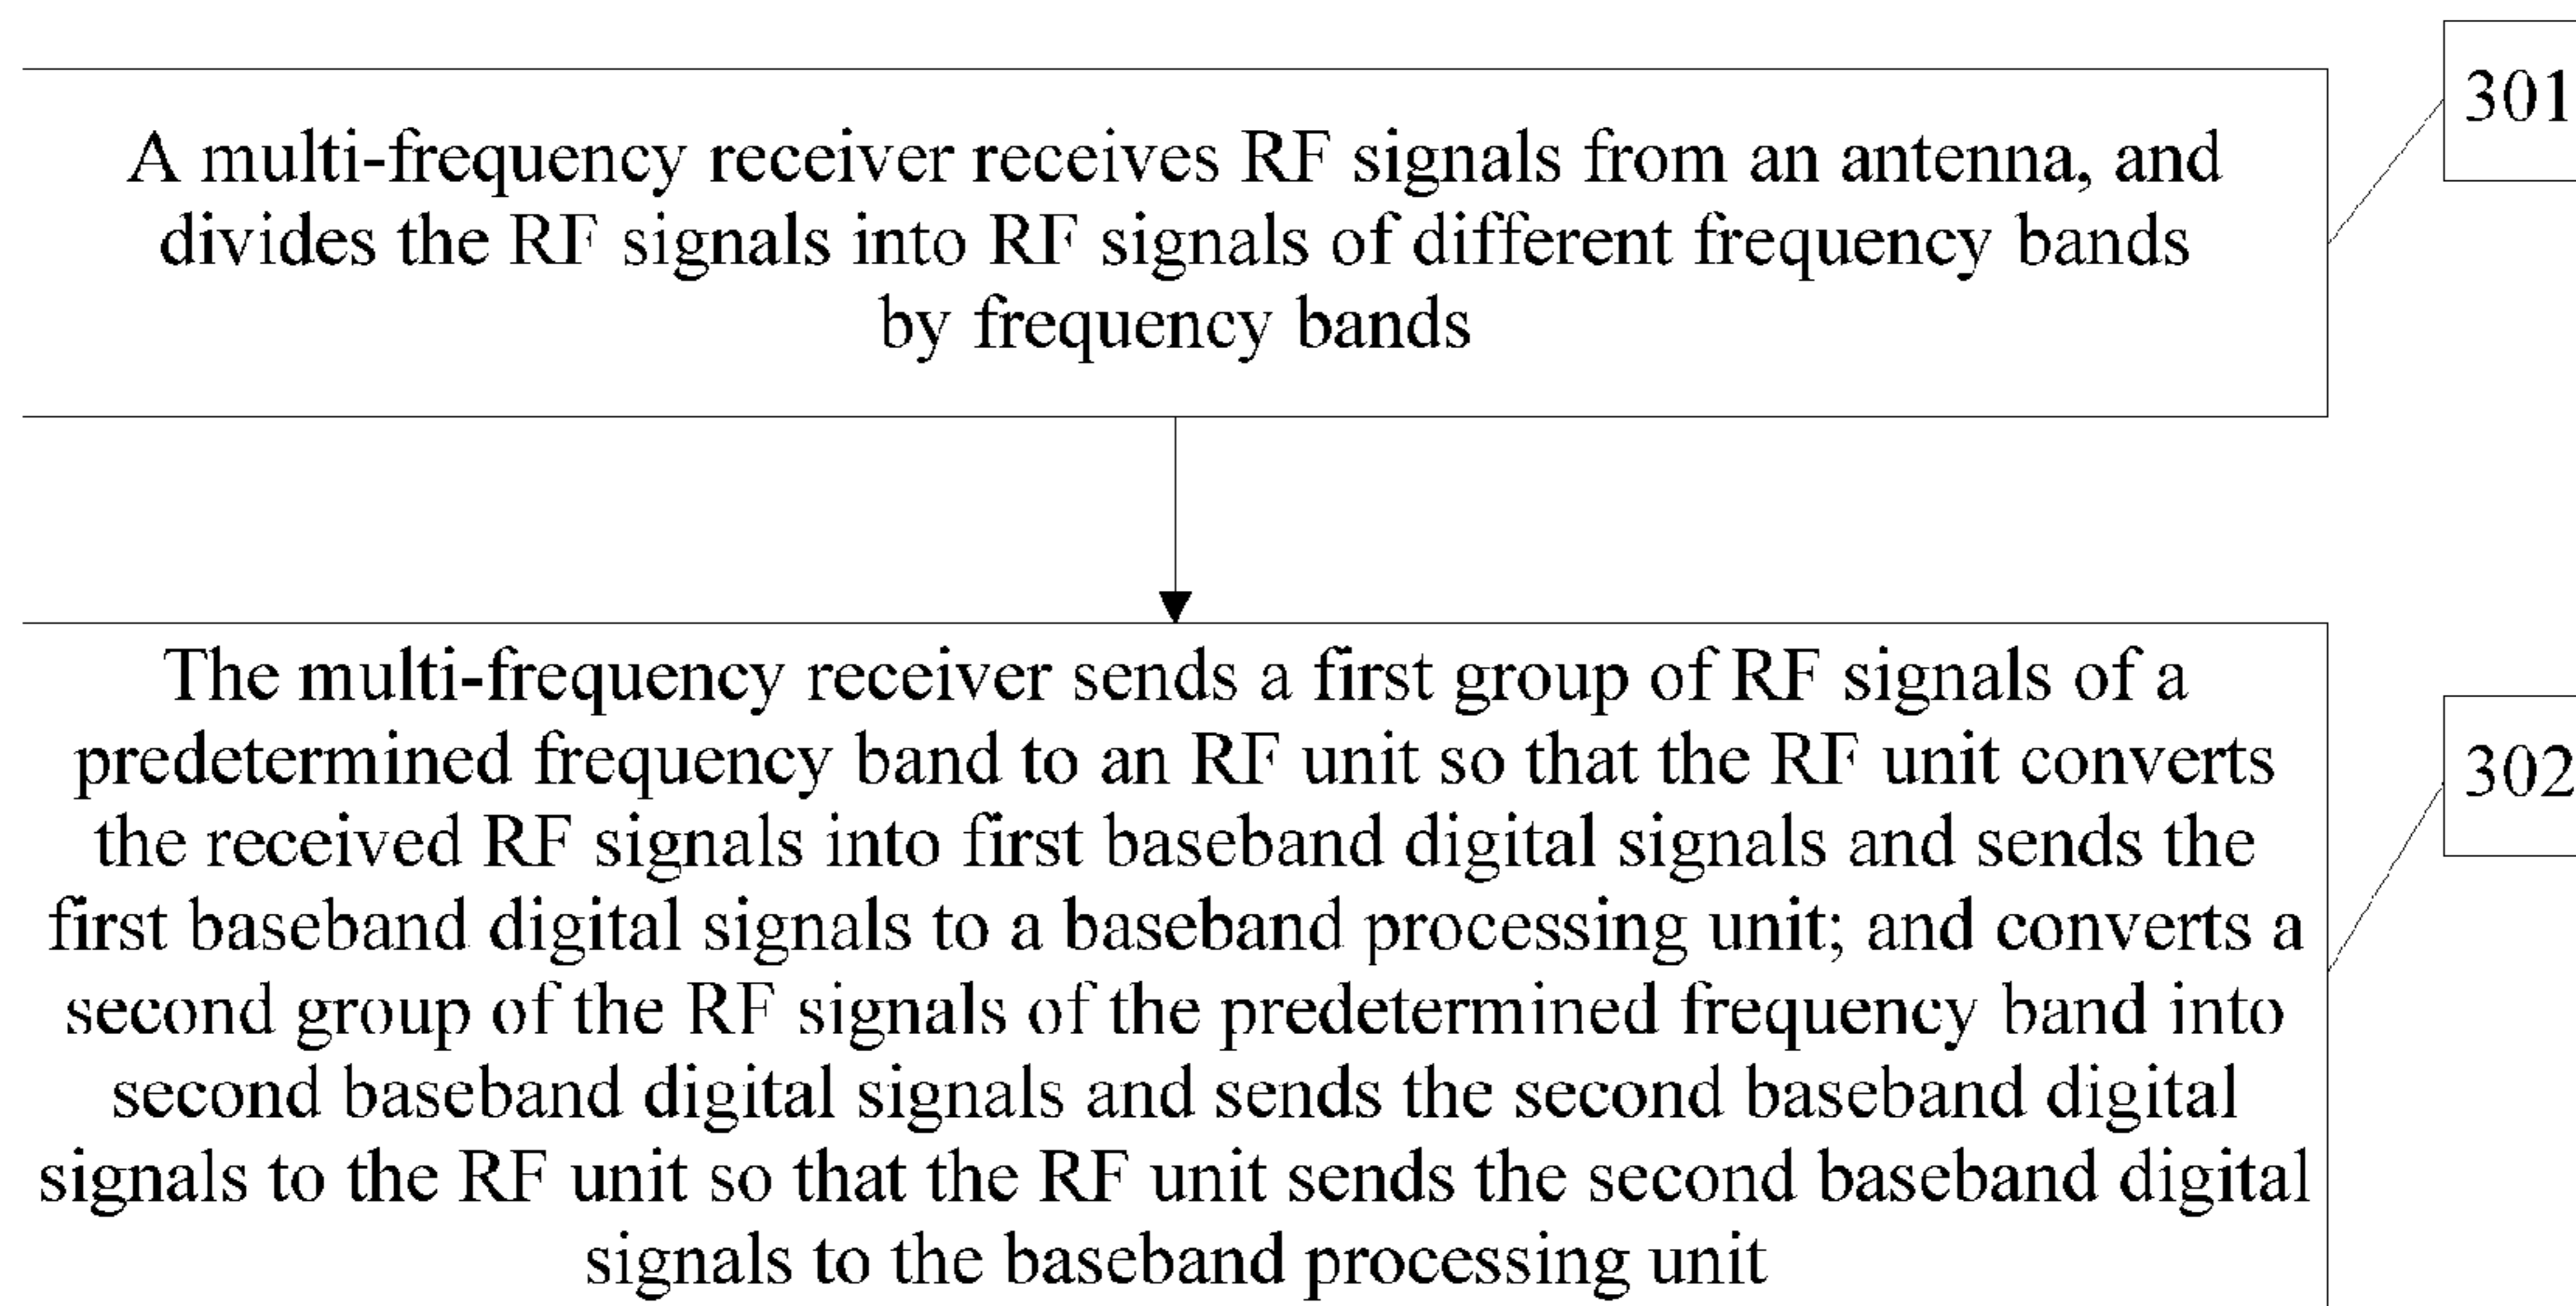 301
A multi-frequency receiver receives RF signals from an antenna, and
divides the RF signals into RF signals of different frequency bands
by frequency bands
The multi-frequency receiver sends a first group of RF signals of a
predetermined frequency band to an RF unit so that the RF unit converts
302
the received RF signals into first baseband digital signals and sends the
first baseband digital signals to a baseband processing unit; and converts a
second group of the RF signals of the predetermined frequency band into
second baseband digital signals and sends the second baseband digital
signals to the RF unit so that the RF unit sends the second baseband digital
signals to the baseband processing unit